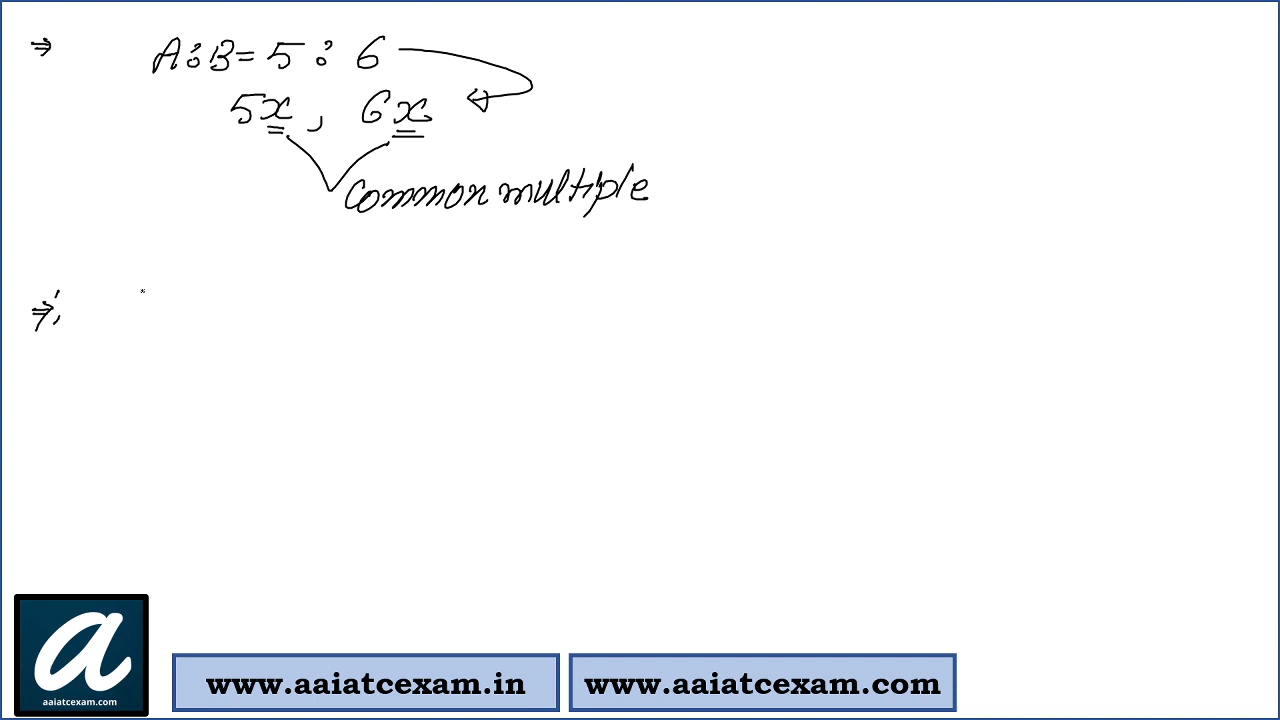 ⇒ A:B = 5 : 6
5x, 6x
Common multiple
⇒
a
aaiatcexam.com
www.aaiatcexam.in
www.aaiatcexam.com